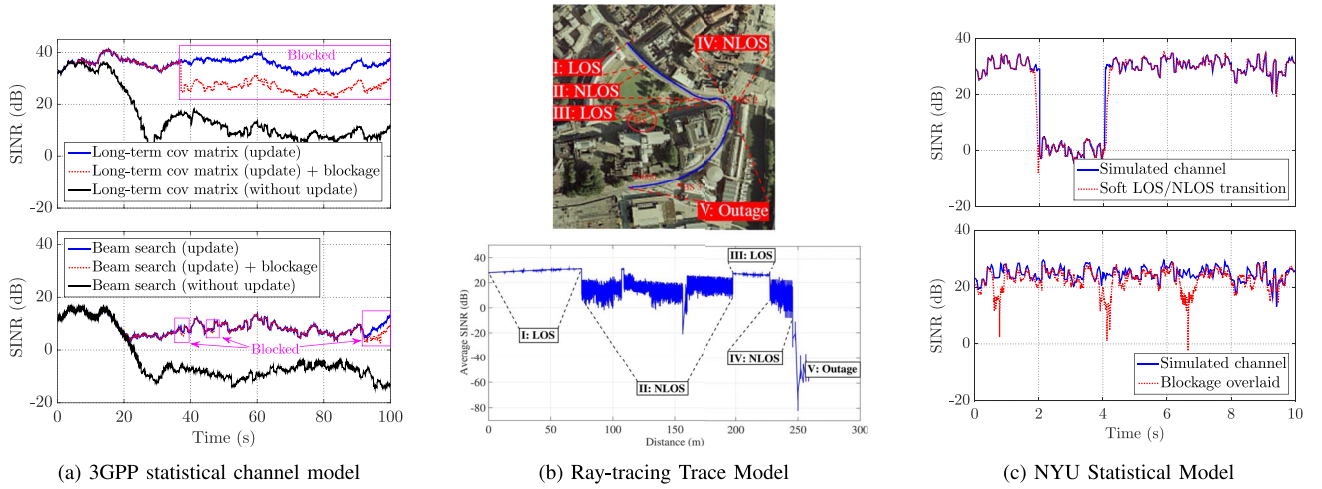 40
20
0
-20
SINR (dB)
Blocked
Long-term cov matrix (update)
Long-term cov matrix (update) + blockage
Long-term cov matrix (without update)
40
20
0
-20
SINR (dB)
Beam search (update)
Beam search (update) + blockage
Beam search (without update)
Blocked
0 20 40 60 80 100
Time (s)
(a) 3GPP statistical channel model
IV: NLOS
I: LOS
II: NLOS
III: LOS
V: Outage
40
20
0
-20
-40
-60
-80
Average SINR (dB)
III: LOS
I: LOS
II: NLOS
IV: NLOS
V: Outage
0 50 100 150 200 250 300
Distance (m)
(b) Ray-tracing Trace Model
40
20
0
-20
SINR (dB)
Simulated channel
Soft LOS/NLOS transition
40
20
0
-20
SINR (dB)
Simulated channel
Blockage overlaid
0 2 4 6 8 10
Time (s)
(c) NYU Statistical Model